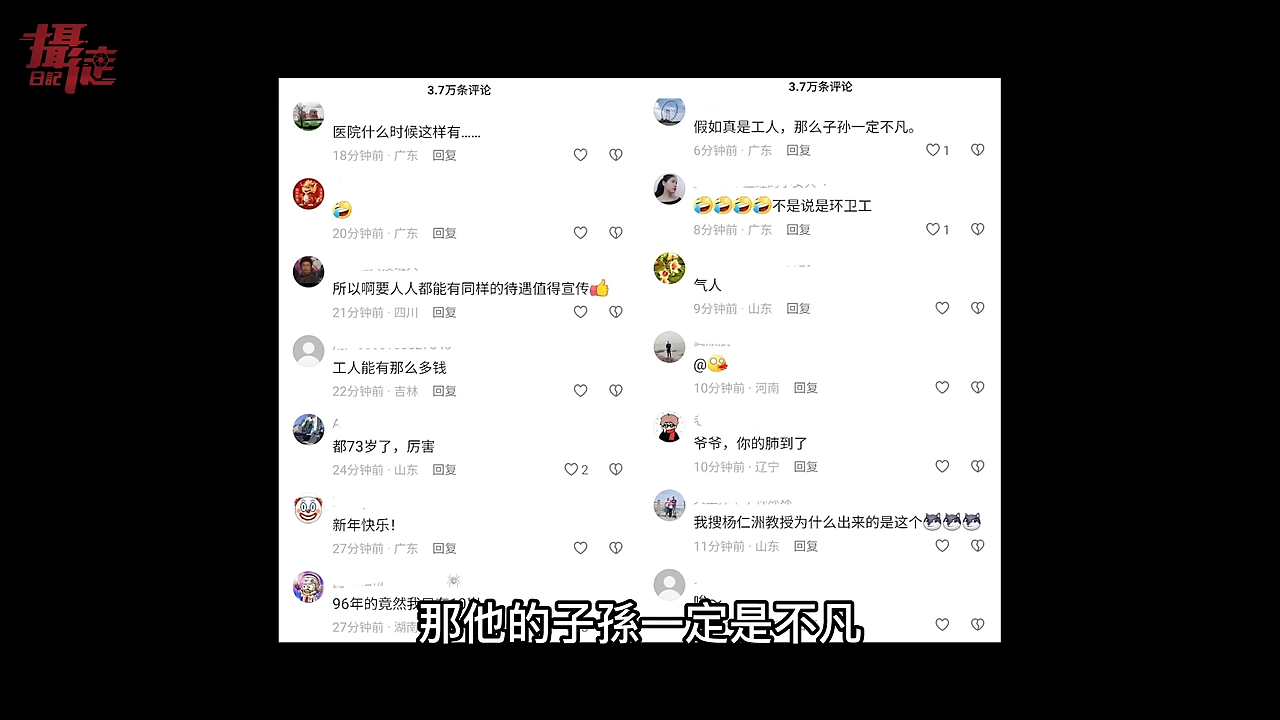 攝徒
日記
3.7万条评论
医院什么时候这样有……
18分钟前 · 广东 回复
20分钟前 · 广东 回复
所以啊要人人都能有同样的待遇值得宣传
21分钟前 · 四川 回复
工人能有那么多钱
22分钟前 · 吉林 回复
都73岁了，厉害
24分钟前 · 山东 回复 2
新年快乐！
27分钟前 · 广东 回复
96年的竟然我
27分钟前 · 湖南
3.7万条评论
假如真是工人，那么子孙一定不凡。
6分钟前 · 广东 回复 1
不是说是环卫工
8分钟前 · 广东 回复 1
气人
9分钟前 · 山东 回复
@
10分钟前 · 河南 回复
爷爷，你的肺到了
10分钟前 · 辽宁 回复
我搜杨仁洲教授为什么出来的是这个
11分钟前 · 山东 回复
那他的子孫一定是不凡